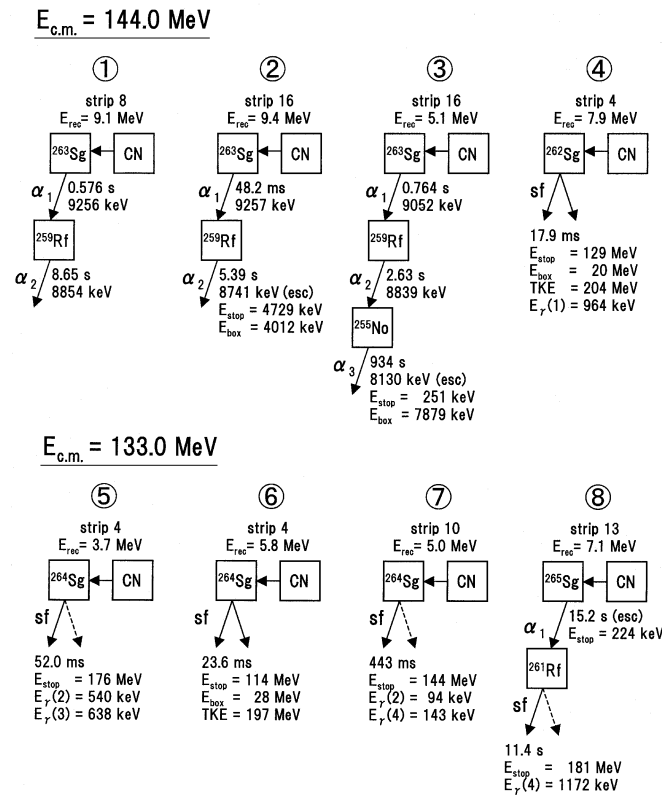 E_c.m. = 144.0 MeV
①
strip 8
E_rec = 9.1 MeV
²⁶³Sg
CN
α₁
0.576 s
9256 keV
²⁵⁹Rf
α₂
8.65 s
8854 keV
②
strip 16
E_rec = 9.4 MeV
²⁶³Sg
CN
α₁
48.2 ms
9257 keV
²⁵⁹Rf
α₂
5.39 s
8741 keV (esc)
E_stop = 4729 keV
E_box = 4012 keV
③
strip 16
E_rec = 5.1 MeV
²⁶³Sg
CN
α₁
0.764 s
9052 keV
²⁵⁹Rf
α₂
2.63 s
8839 keV
²⁵⁵No
α₃
934 s
8130 keV (esc)
E_stop = 251 keV
E_box = 7879 keV
④
strip 4
E_rec = 7.9 MeV
²⁶²Sg
CN
sf
17.9 ms
E_stop = 129 MeV
E_box = 20 MeV
TKE = 204 MeV
E_γ(1) = 964 keV
E_c.m. = 133.0 MeV
⑤
strip 4
E_rec = 3.7 MeV
²⁶⁴Sg
CN
sf
52.0 ms
E_stop = 176 MeV
E_γ(2) = 540 keV
E_γ(3) = 638 keV
⑥
strip 4
E_rec = 5.8 MeV
²⁶⁴Sg
CN
sf
23.6 ms
E_stop = 114 MeV
E_box = 28 MeV
TKE = 197 MeV
⑦
strip 10
E_rec = 5.0 MeV
²⁶⁴Sg
CN
sf
443 ms
E_stop = 144 MeV
E_γ(2) = 94 keV
E_γ(4) = 143 keV
⑧
strip 13
E_rec = 7.1 MeV
²⁶⁵Sg
CN
α₁
15.2 s (esc)
E_stop = 224 keV
²⁶¹Rf
sf
11.4 s
E_stop = 181 MeV
E_γ(4) = 1172 keV